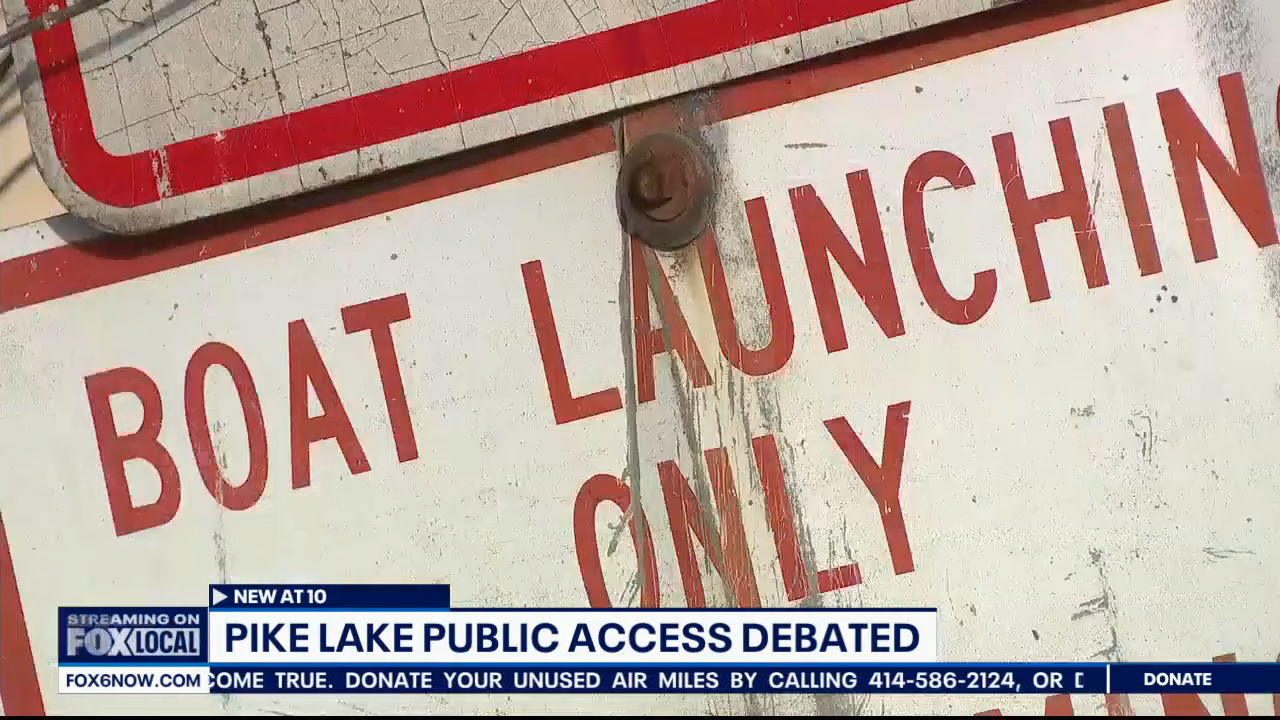 BOAT LAUNCHIN
ONLY
NEW AT 10
STREAMING ON
FOX LOCAL
PIKE LAKE PUBLIC ACCESS DEBATED
FOX6NOW.COM
COME TRUE. DONATE YOUR UNUSED AIR MILES BY CALLING 414-586-2124, OR
DONATE